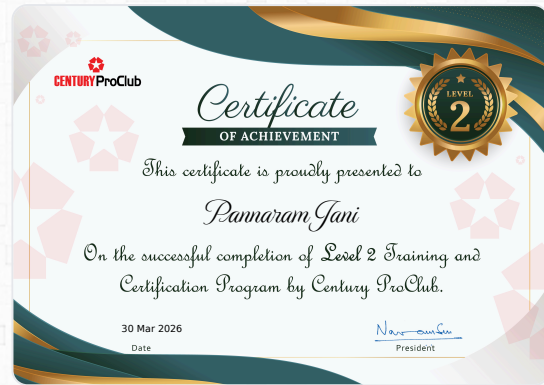 CENTURY ProClub
LEVEL
2
Certificate
OF ACHIEVEMENT
This certificate is proudly presented to
Pannaram Jani
On the successful completion of Level 2 Training and
Certification Program by Century ProClub.
30 Mar 2026
Date
President